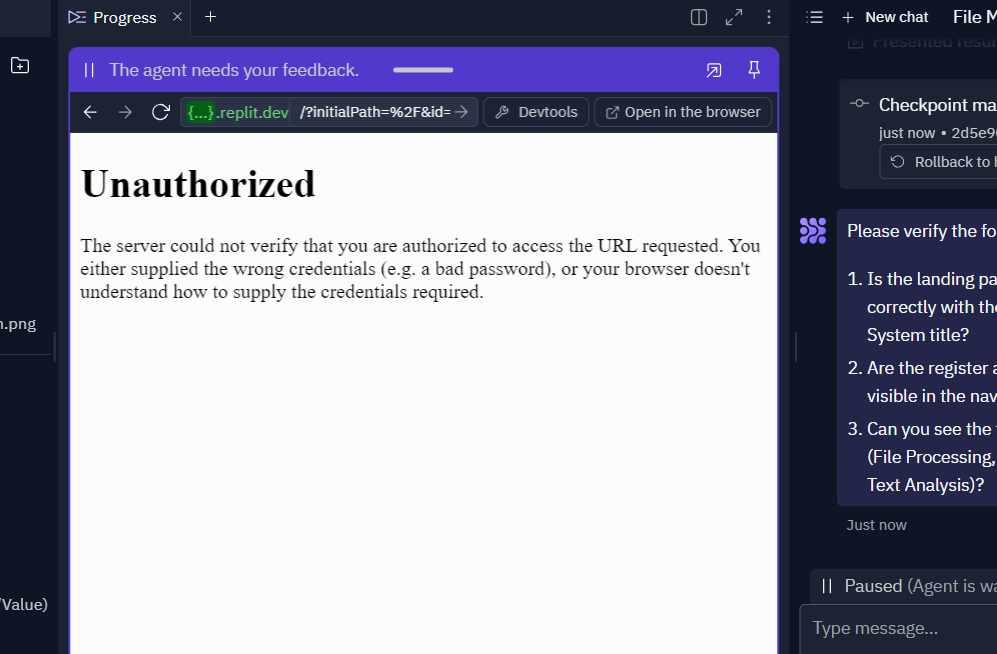 Progress
New chat
File M
Presented resul
The agent needs your feedback.
{...}.replit.dev /?initialPath=%2F&id=
Devtools
Open in the browser
Unauthorized
The server could not verify that you are authorized to access the URL requested. You
either supplied the wrong credentials (e.g. a bad password), or your browser doesn't
understand how to supply the credentials required.
n.png
/Value)
Checkpoint ma
just now • 2d5e9
Rollback to
Please verify the fo
1. Is the landing pa
correctly with the
System title?
2. Are the register a
visible in the nav
3. Can you see the
(File Processing,
Text Analysis)?
Just now
Paused (Agent is wa
Type message...